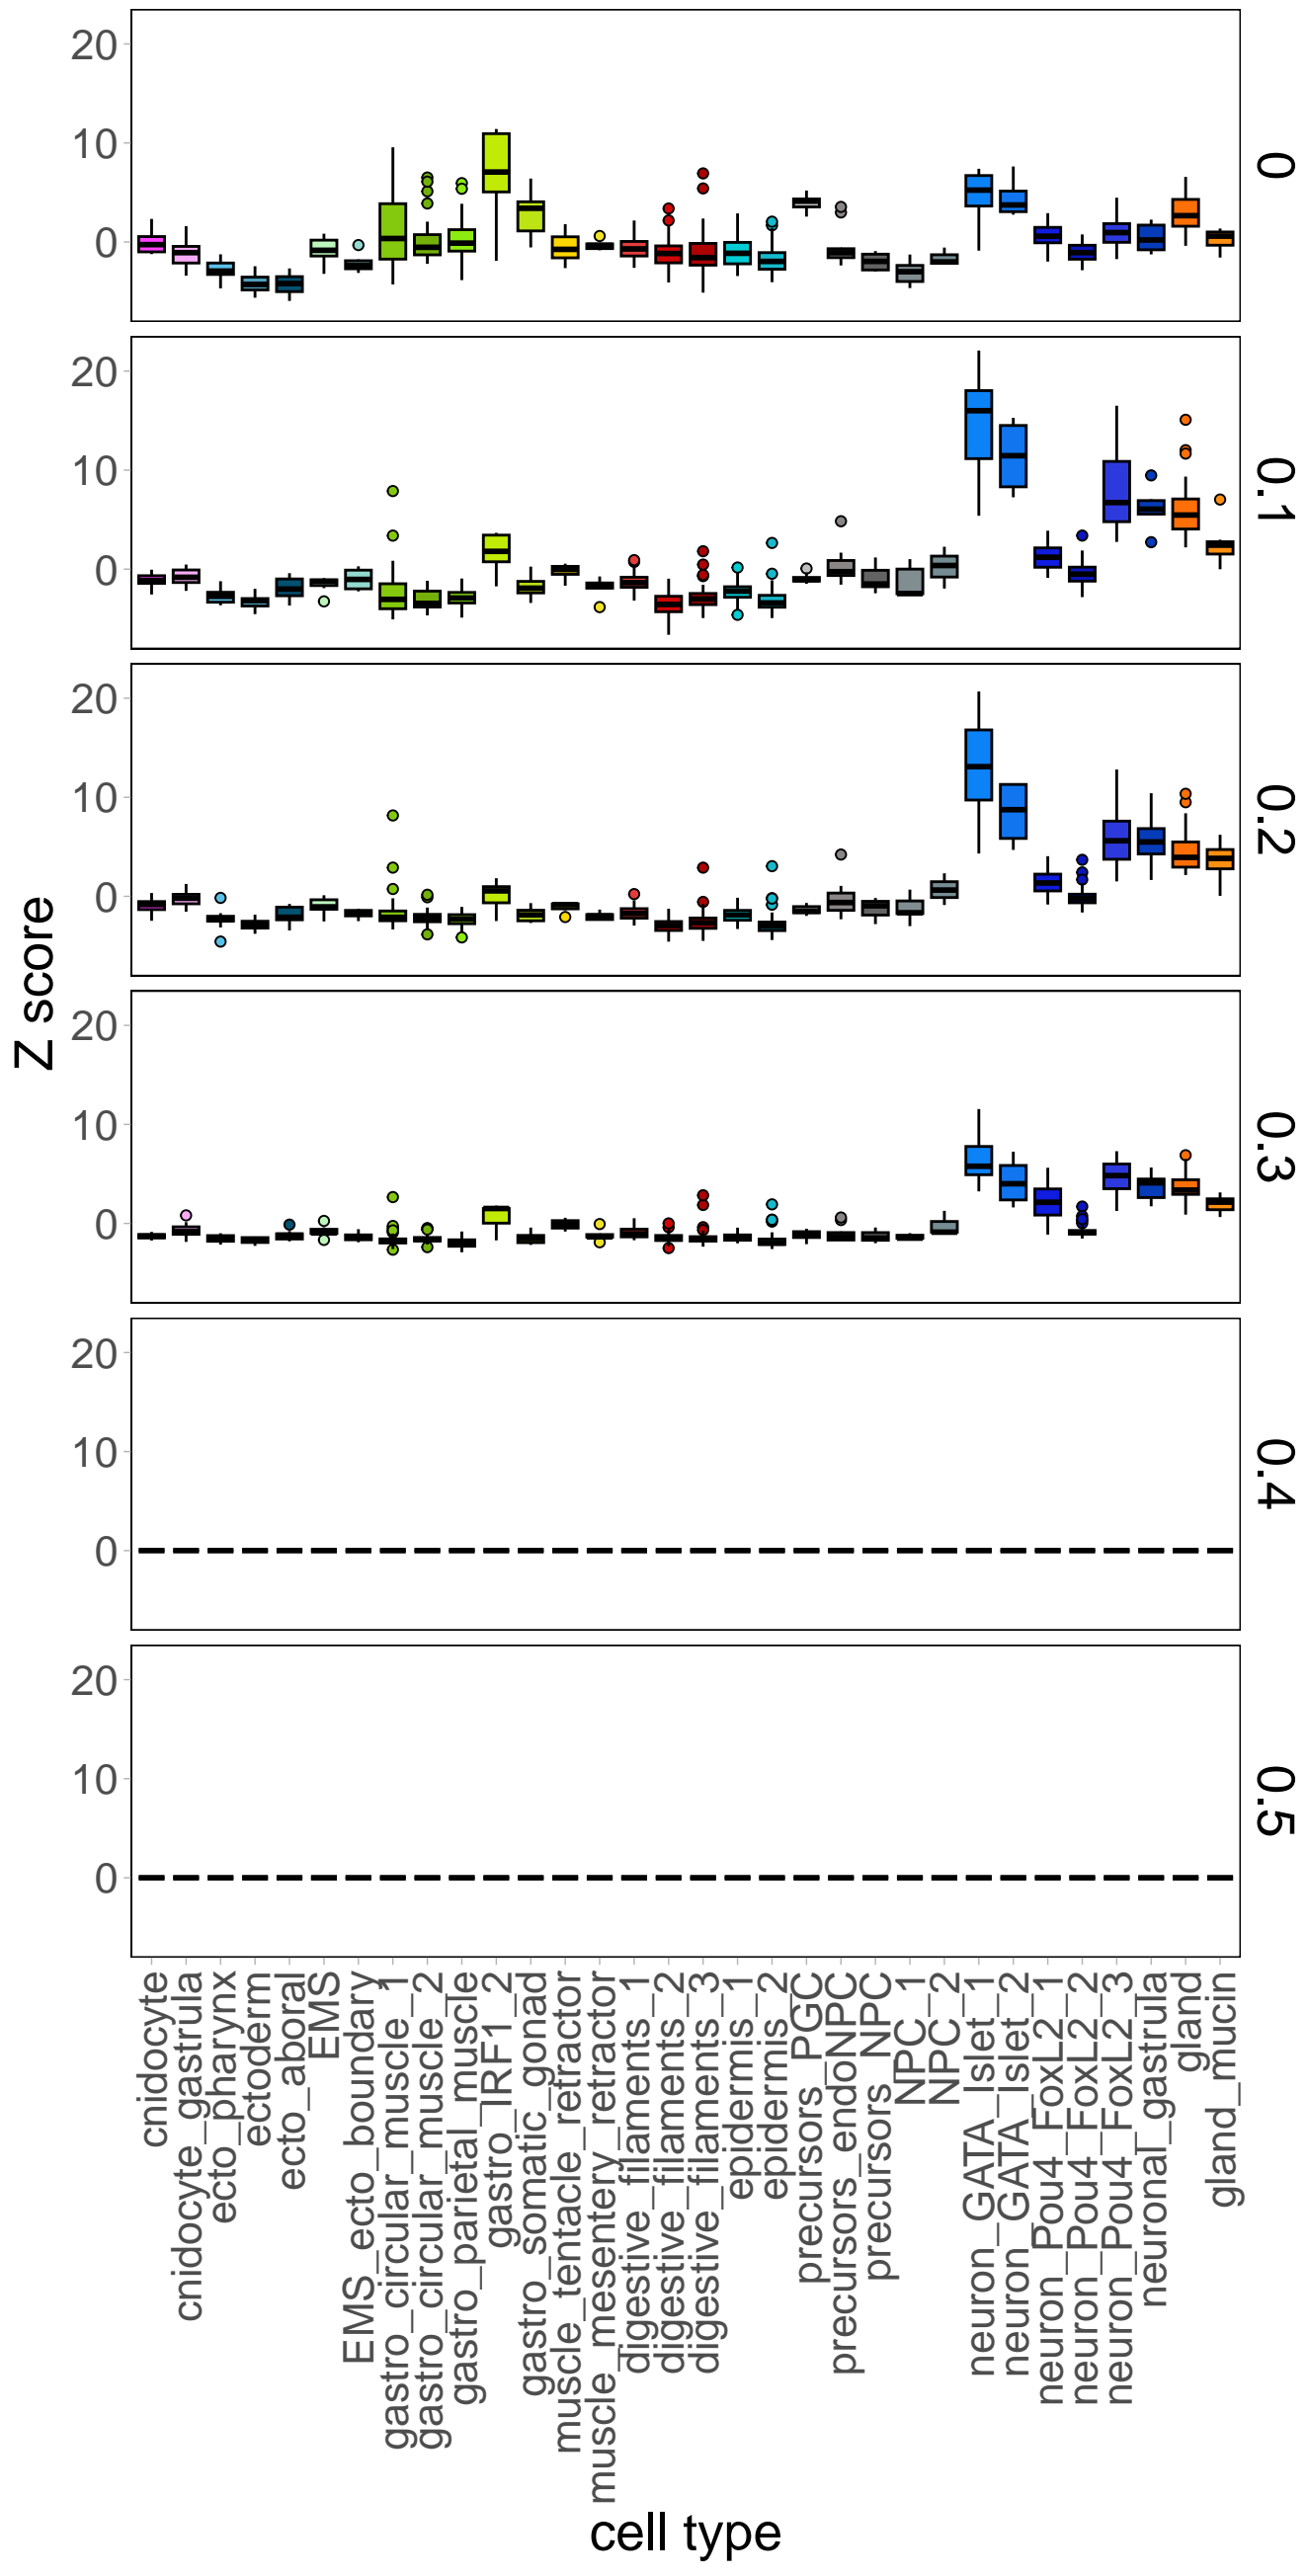 20
10
0
0
20
10
0
0.1
20
10
0
0.2
20
10
0
0.3
20
10
0
0.4
20
10
0
0.5
Z score
cnidocyte
cnidocyte_gastrula
ecto_pharynx
ectoderm
ecto_aboral
EMS
EMS_ecto_boundary
gastro_circular_muscle_1
gastro_circular_muscle_2
gastro_parietal_muscle
gastro_IRF1_2
gastro_somatic_gonad
muscle_tentacle_retractor
muscle_mesentery_retractor
digestive_filaments_1
digestive_filaments_2
digestive_filaments_3
epidermis_1
epidermis_2
precursors_PGC
precursors_endoNPC
precursors_NPC
NPC_1
NPC_2
neuron_GATA_Islet_1
neuron_GATA_Islet_2
neuron_Pou4_FoxL2_1
neuron_Pou4_FoxL2_2
neuron_Pou4_FoxL2_3
neuronal_gastrula
gland
gland_mucin
cell type